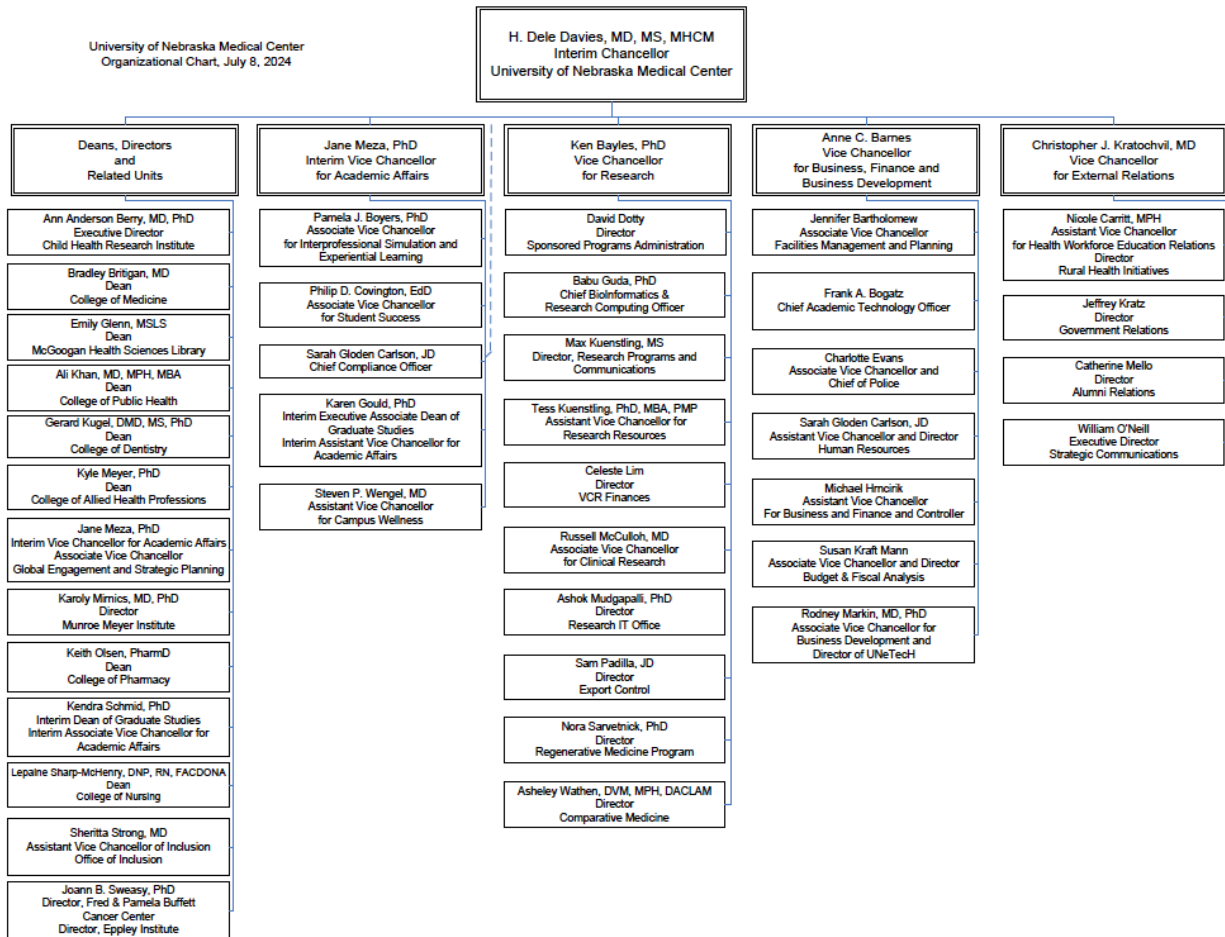 University of Nebraska Medical Center
Organizational Chart, July 8, 2024
H. Dele Davies, MD, MS, MHCM
Interim Chancellor
University of Nebraska Medical Center
Deans, Directors
and
Related Units
Ann Anderson Berry, MD, PhD
Executive Director
Child Health Research Institute
Bradley Britigan, MD
Dean
College of Medicine
Emily Glenn, MSLS
Dean
McGoogan Health Sciences Library
Ali Khan, MD, MPH, MBA
Dean
College of Public Health
Gerard Kugel, DMD, MS, PhD
Dean
College of Dentistry
Kyle Meyer, PhD
Dean
College of Allied Health Professions
Jane Meza, PhD
Interim Vice Chancellor for Academic Affairs
Associate Vice Chancellor
Global Engagement and Strategic Planning
Karoly Mirnics, MD, PhD
Director
Munroe Meyer Institute
Keith Olsen, PharmD
Dean
College of Pharmacy
Kendra Schmid, PhD
Interim Dean of Graduate Studies
Interim Associate Vice Chancellor for
Academic Affairs
Lepaine Sharp-McHenry, DNP, RN, FACDONA
Dean
College of Nursing
Sheritta Strong, MD
Assistant Vice Chancellor of Inclusion
Office of Inclusion
Joann B. Sweasy, PhD
Director, Fred & Pamela Buffett
Cancer Center
Director, Eppley Institute
Jane Meza, PhD
Interim Vice Chancellor
for Academic Affairs
Pamela J. Boyers, PhD
Associate Vice Chancellor
for Interprofessional Simulation and
Experiential Learning
Philip D. Covington, EdD
Associate Vice Chancellor
for Student Success
Sarah Gloden Carlson, JD
Chief Compliance Officer
Karen Gould, PhD
Interim Executive Associate Dean of
Graduate Studies
Interim Assistant Vice Chancellor for
Academic Affairs
Steven P. Wengel, MD
Assistant Vice Chancellor
for Campus Wellness
Ken Bayles, PhD
Vice Chancellor
for Research
David Dotty
Director
Sponsored Programs Administration
Babu Guda, PhD
Chief BioInformatics &
Research Computing Officer
Max Kuenstling, MS
Director, Research Programs and
Communications
Tess Kuenstling, PhD, MBA, PMP
Assistant Vice Chancellor for
Research Resources
Celeste Lim
Director
VCR Finances
Russell McCulloh, MD
Associate Vice Chancellor
for Clinical Research
Ashok Mudgapalli, PhD
Director
Research IT Office
Sam Padilla, JD
Director
Export Control
Nora Sarvetnick, PhD
Director
Regenerative Medicine Program
Asheley Wathen, DVM, MPH, DACLAM
Director
Comparative Medicine
Anne C. Barnes
Vice Chancellor
for Business, Finance and
Business Development
Jennifer Bartholomew
Associate Vice Chancellor
Facilities Management and Planning
Frank A. Bogatz
Chief Academic Technology Officer
Charlotte Evans
Associate Vice Chancellor and
Chief of Police
Sarah Gloden Carlson, JD
Assistant Vice Chancellor and Director
Human Resources
Michael Hrncirik
Assistant Vice Chancellor
For Business and Finance and Controller
Susan Kraft Mann
Associate Vice Chancellor and Director
Budget & Fiscal Analysis
Rodney Markin, MD, PhD
Associate Vice Chancellor for
Business Development and
Director of UNeTecH
Christopher J. Kratochvil, MD
Vice Chancellor
for External Relations
Nicole Carritt, MPH
Assistant Vice Chancellor
for Health Workforce Education Relations
Director
Rural Health Initiatives
Jeffrey Kratz
Director
Government Relations
Catherine Mello
Director
Alumni Relations
William O'Neill
Executive Director
Strategic Communications